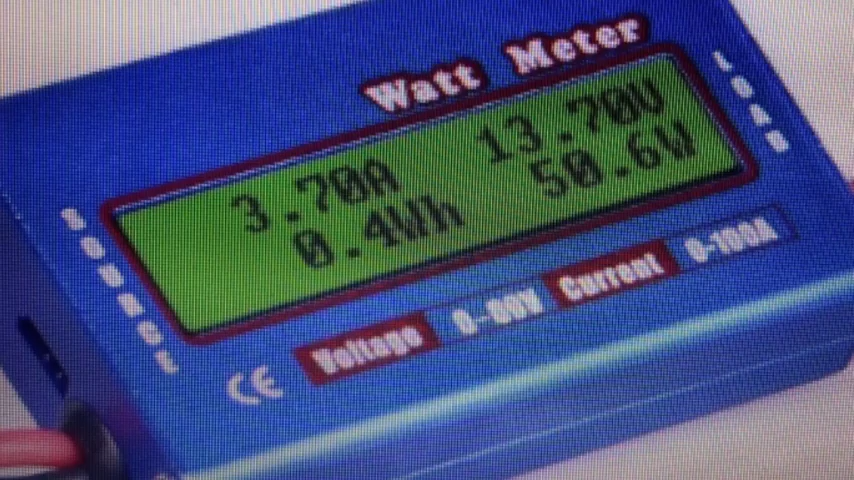 Watt Meter
3.70A 13.70V
0.4Wh 50.6W
SOURCE
LOAD
CE Voltage 0-60V Current 0-100A